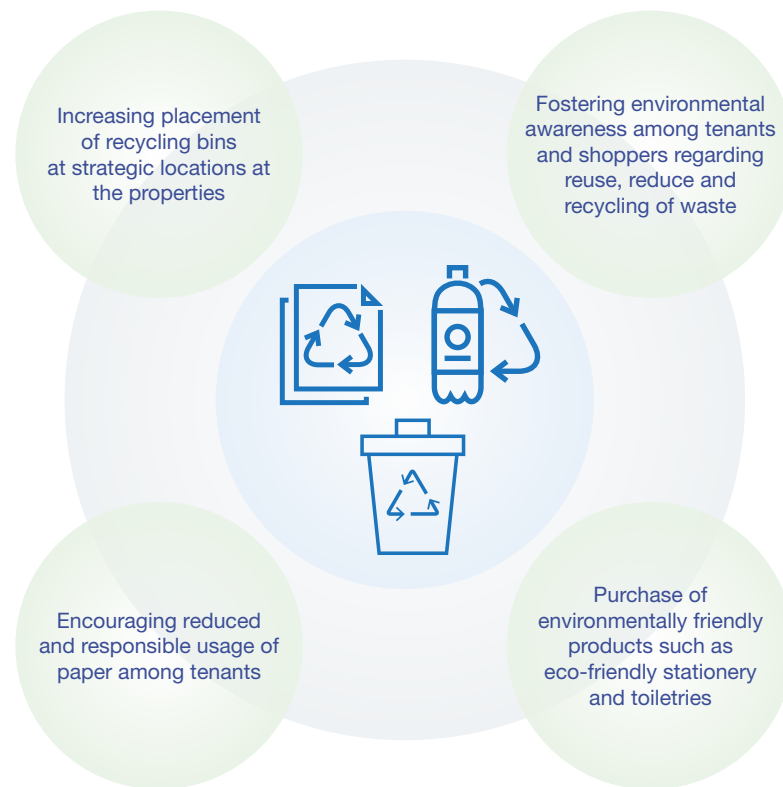 Increasing placement
of recycling bins
at strategic locations at
the properties
Fostering environmental
awareness among tenants
and shoppers regarding
reuse, reduce and
recycling of waste
Encouraging reduced
and responsible usage of
paper among tenants
Purchase of
environmentally friendly
products such as
eco-friendly stationery
and toiletries